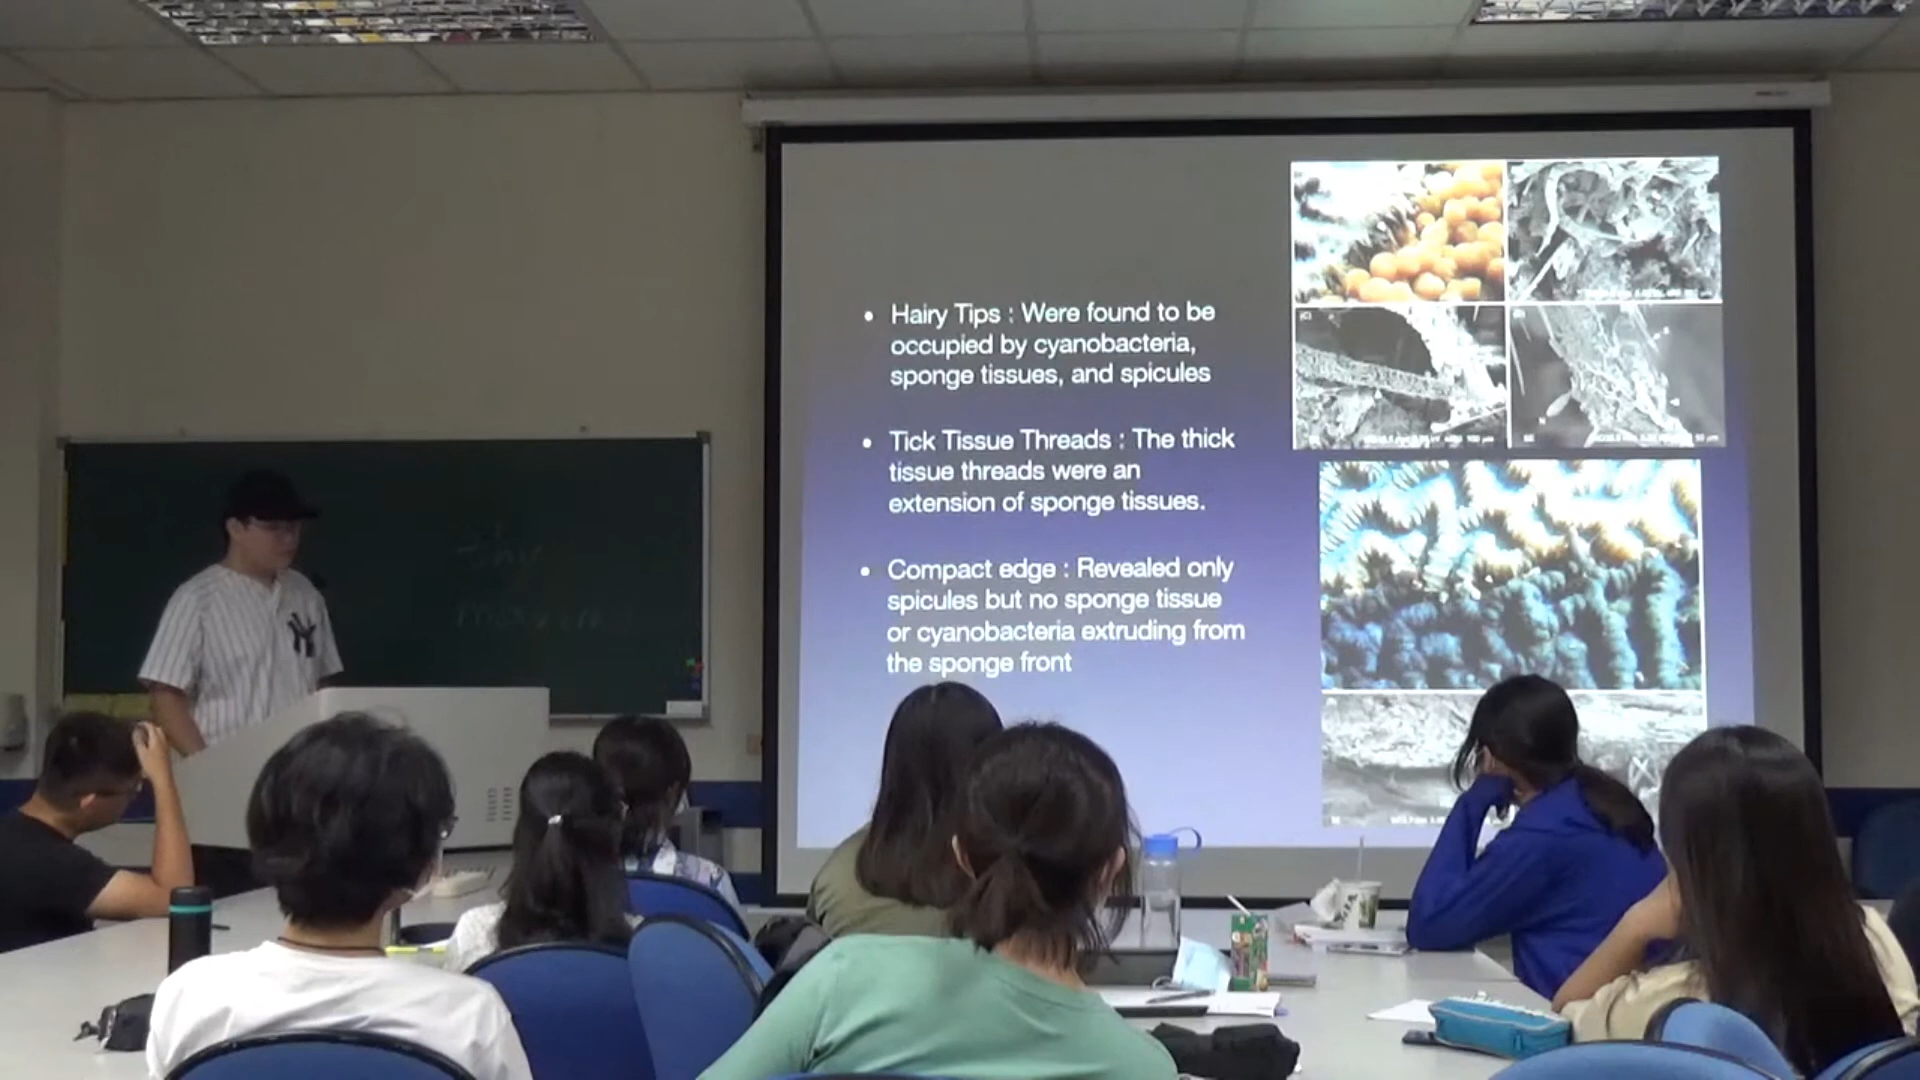 • Hairy Tips : Were found to be
occupied by cyanobacteria,
sponge tissues, and spicules
• Tick Tissue Threads : The thick
tissue threads were an
extension of sponge tissues.
• Compact edge : Revealed only
spicules but no sponge tissue
or cyanobacteria extruding from
the sponge front
NY